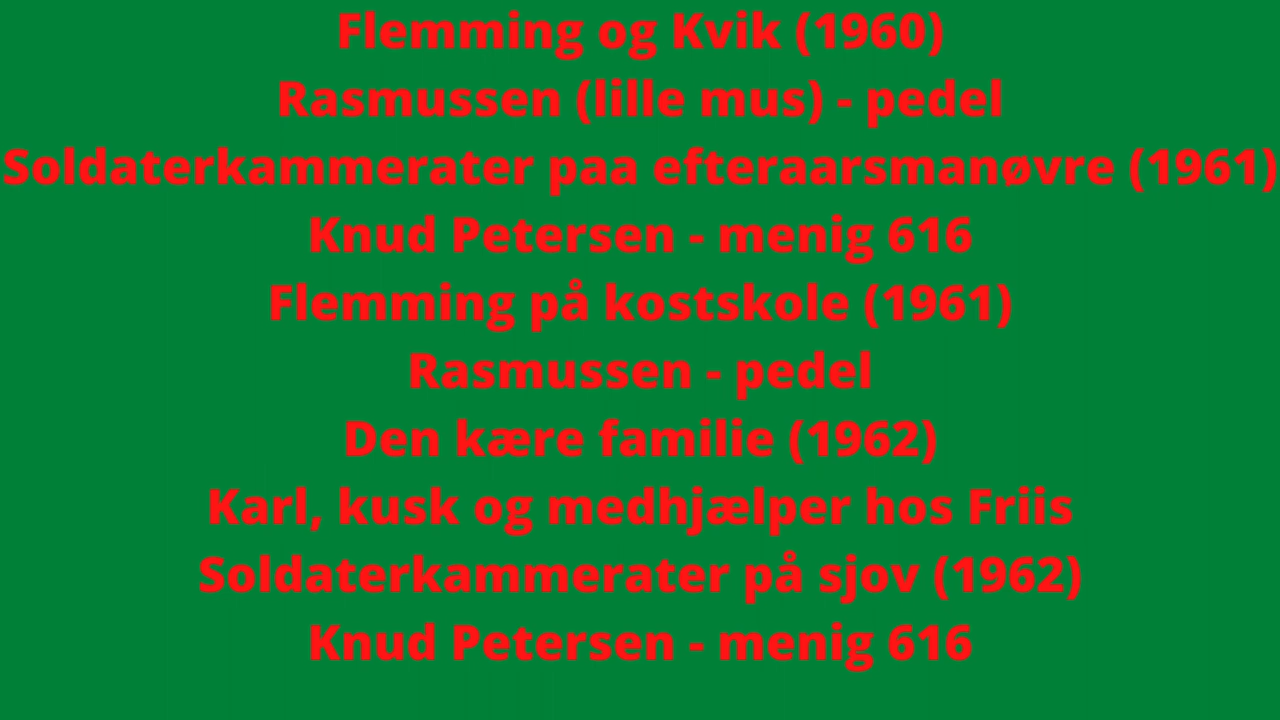 Flemming og Kvik (1960)
Rasmussen (lille mus) - pedel
Soldaterkammerater paa efteraarsmanøvre (1961)
Knud Petersen - menig 616
Flemming på kostskole (1961)
Rasmussen - pedel
Den kære familie (1962)
Karl, kusk og medhjælper hos Friis
Soldaterkammerater på sjov (1962)
Knud Petersen - menig 616